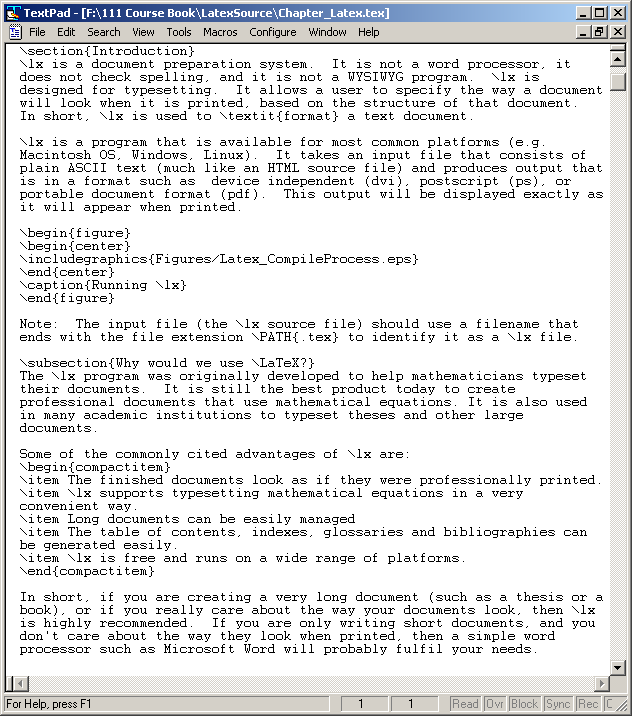 TextPad - [F:\111 Course Book\LatexSource\Chapter_Latex.tex]
File Edit Search View Tools Macros Configure Window Help
\section{Introduction}
\lx is a document preparation system.  It is not a word processor, it
does not check spelling, and it is not a WYSIWYG program.  \lx is
designed for typesetting.  It allows a user to specify the way a document
will look when it is printed, based on the structure of that document.
In short, \lx is used to \textit{format} a text document.

\lx is a program that is available for most common platforms (e.g.
Macintosh OS, Windows, Linux).  It takes an input file that consists of
plain ASCII text (much like an HTML source file) and produces output that
is in a format such as  device independent (dvi), postscript (ps), or
portable document format (pdf).  This output will be displayed exactly as
it will appear when printed.

\begin{figure}
\begin{center}
\includegraphics{Figures/Latex_CompileProcess.eps}
\end{center}
\caption{Running \lx}
\end{figure}

Note:  The input file (the \lx source file) should use a filename that
ends with the file extension \PATH{.tex} to identify it as a \lx file.

\subsection{Why would we use \LaTeX?}
The \lx program was originally developed to help mathematicians typeset
their documents.  It is still the best product today to create
professional documents that use mathematical equations. It is also used
in many academic institutions to typeset theses and other large
documents.

Some of the commonly cited advantages of \lx are:
\begin{compactitem}
\item The finished documents look as if they were professionally printed.
\item \lx supports typesetting mathematical equations in a very
convenient way.
\item Long documents can be easily managed
\item The table of contents, indexes, glossaries and bibliographies can
be generated easily.
\item \lx is free and runs on a wide range of platforms.
\end{compactitem}

In short, if you are creating a very long document (such as a thesis or a
book), or if you really care about the way your documents look, then \lx
is highly recommended.  If you are only writing short documents, and you
don't care about the way they look when printed, then a simple word
processor such as Microsoft Word will probably fulfil your needs.
For Help, press F1 1 1 Read Ovr Block Sync Rec C